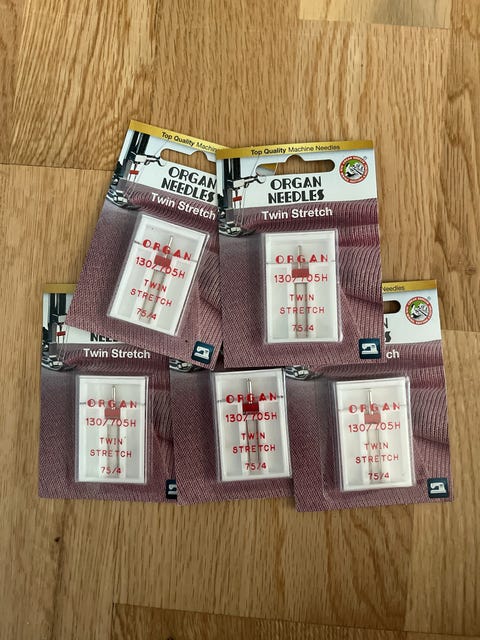 Top Quality Machine
ORGAN
NEEDLES
Twin Stretch
ORGAN
130/705H
TWIN
STRETCH
75/4
Top Quality Machine Needles
ORGAN
NEEDLES
Twin Stretch
ORGAN
130/705H
TWIN
STRETCH
75/4
NEEDLES
Twin Stretch
ORGAN
130/705H
TWIN
STRETCH
75/4
ORGAN
130/705H
TWIN
STRETCH
75/4
Needles
ORGAN
130/705H
TWIN
STRETCH
75/4